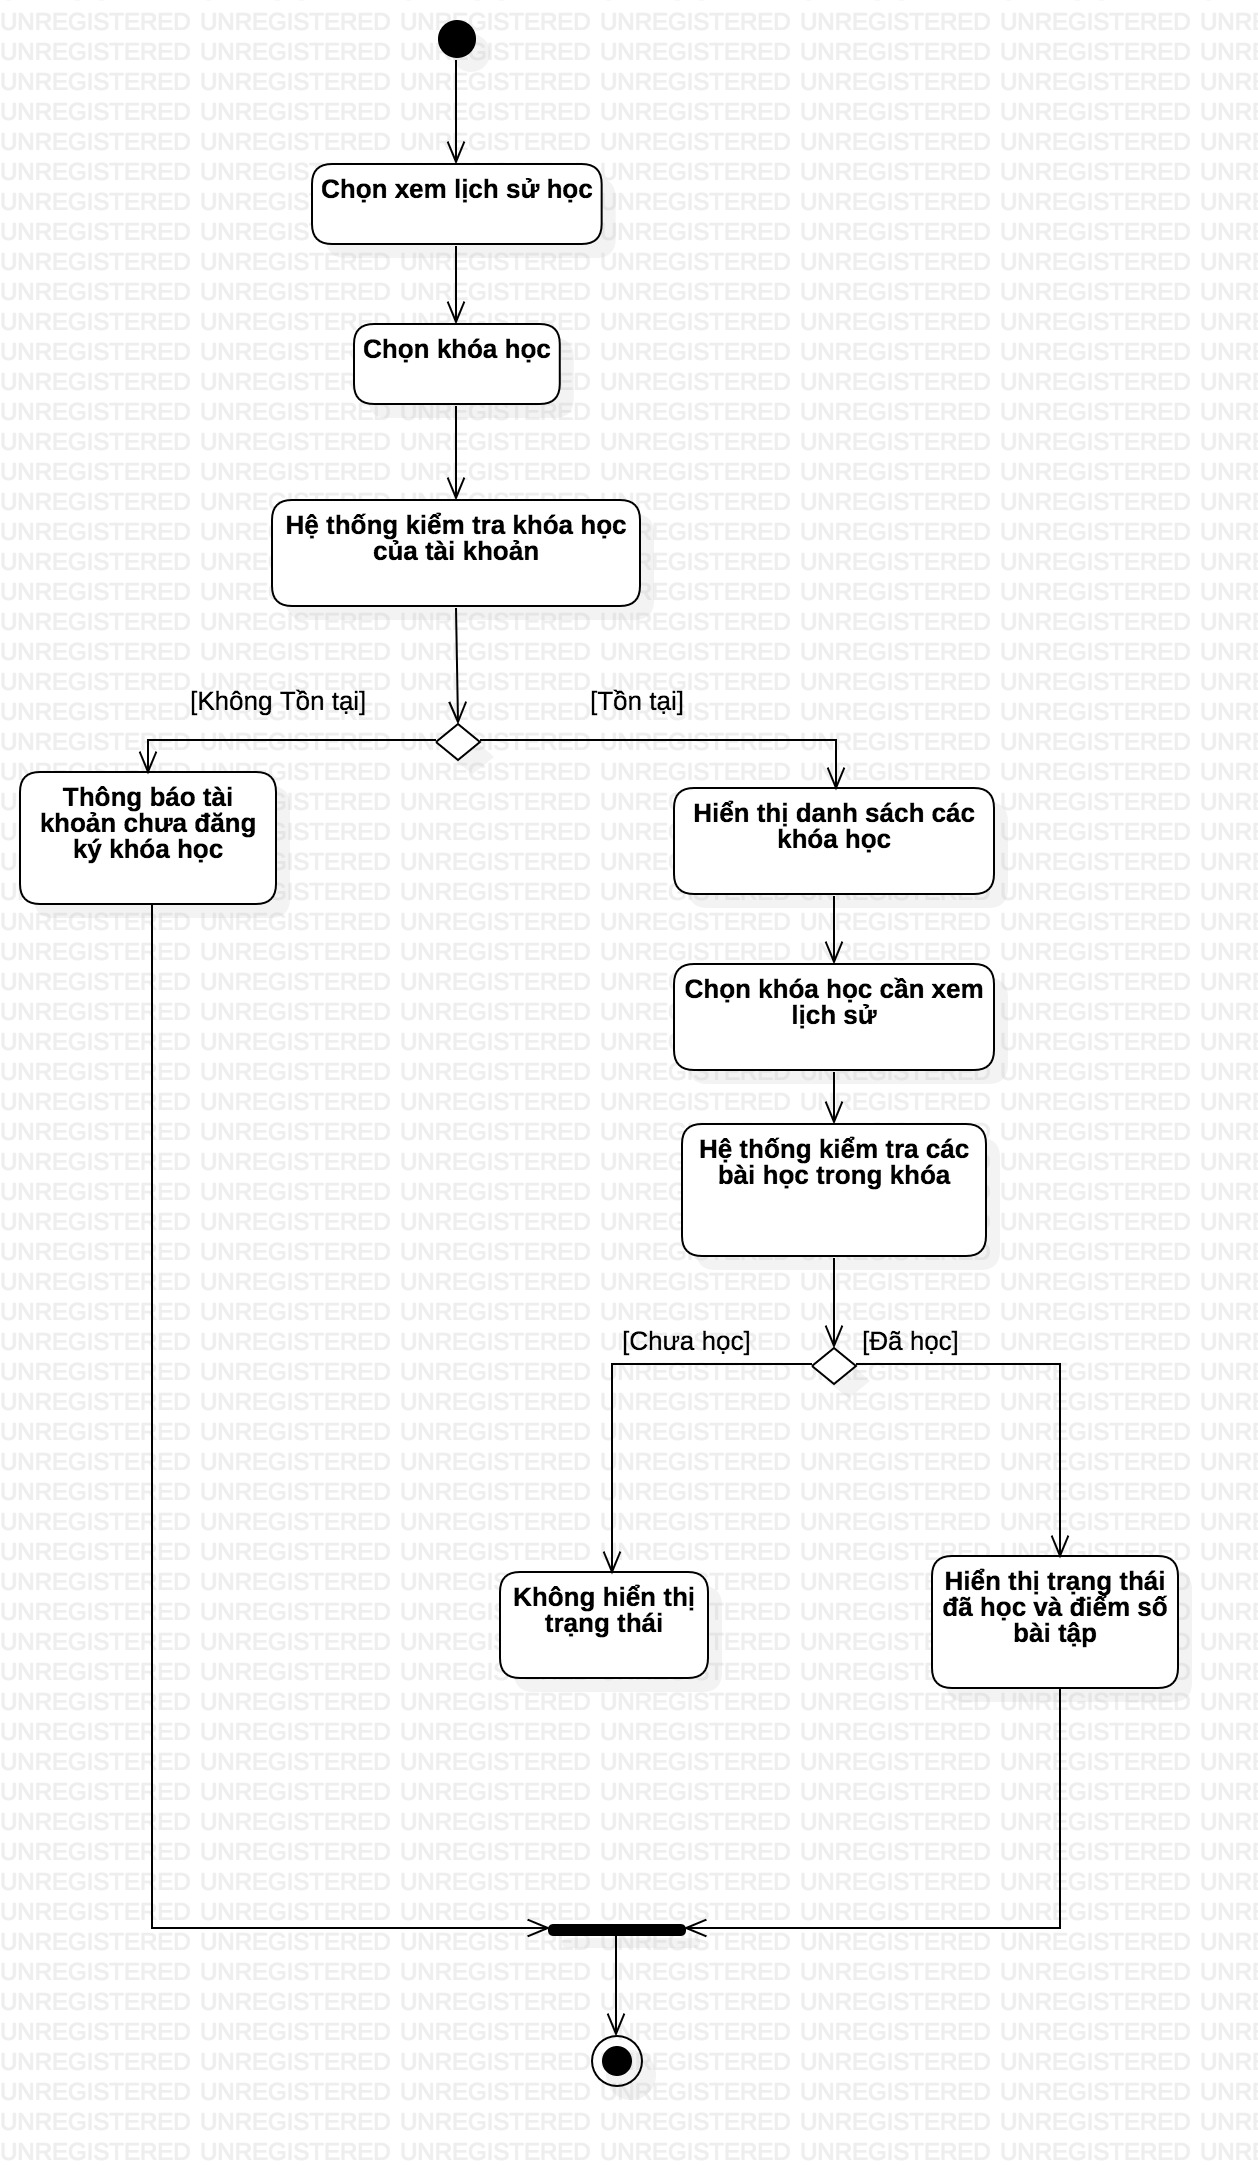 Chọn xem lịch sử học
Chọn khóa học
Hệ thống kiểm tra khóa học
của tài khoản
[Không Tồn tại]
[Tồn tại]
Thông báo tài
khoản chưa đăng
ký khóa học
Hiển thị danh sách các
khóa học
Chọn khóa học cần xem
lịch sử
Hệ thống kiểm tra các
bài học trong khóa
[Chưa học]
[Đã học]
Không hiển thị
trạng thái
Hiển thị trạng thái
đã học và điểm số
bài tập
UNREGISTERED